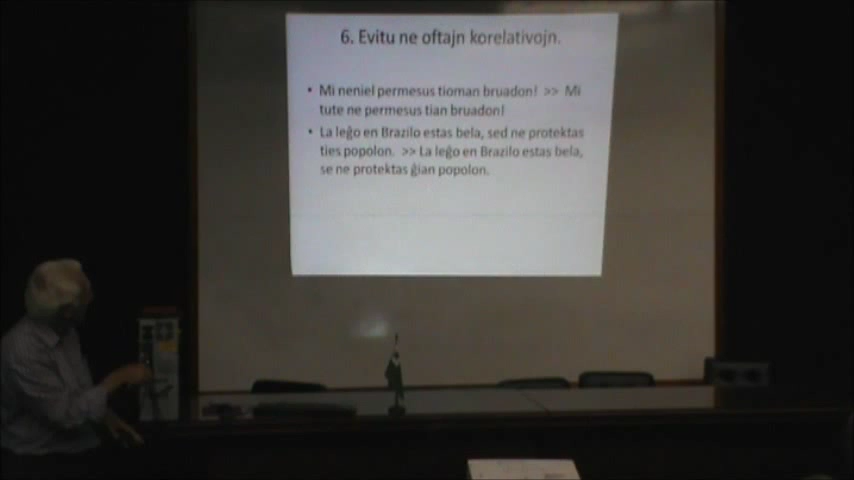 6. Evitu ne oftajn korelativojn.
• Mi neniel permesus tioman bruadon! >> Mi
tute ne permesus tian bruadon!
• La leĝo en Brazilo estas bela, sed ne protektas
ties popolon. >> La leĝo en Brazilo estas bela,
se ne protektas ĝian popolon.